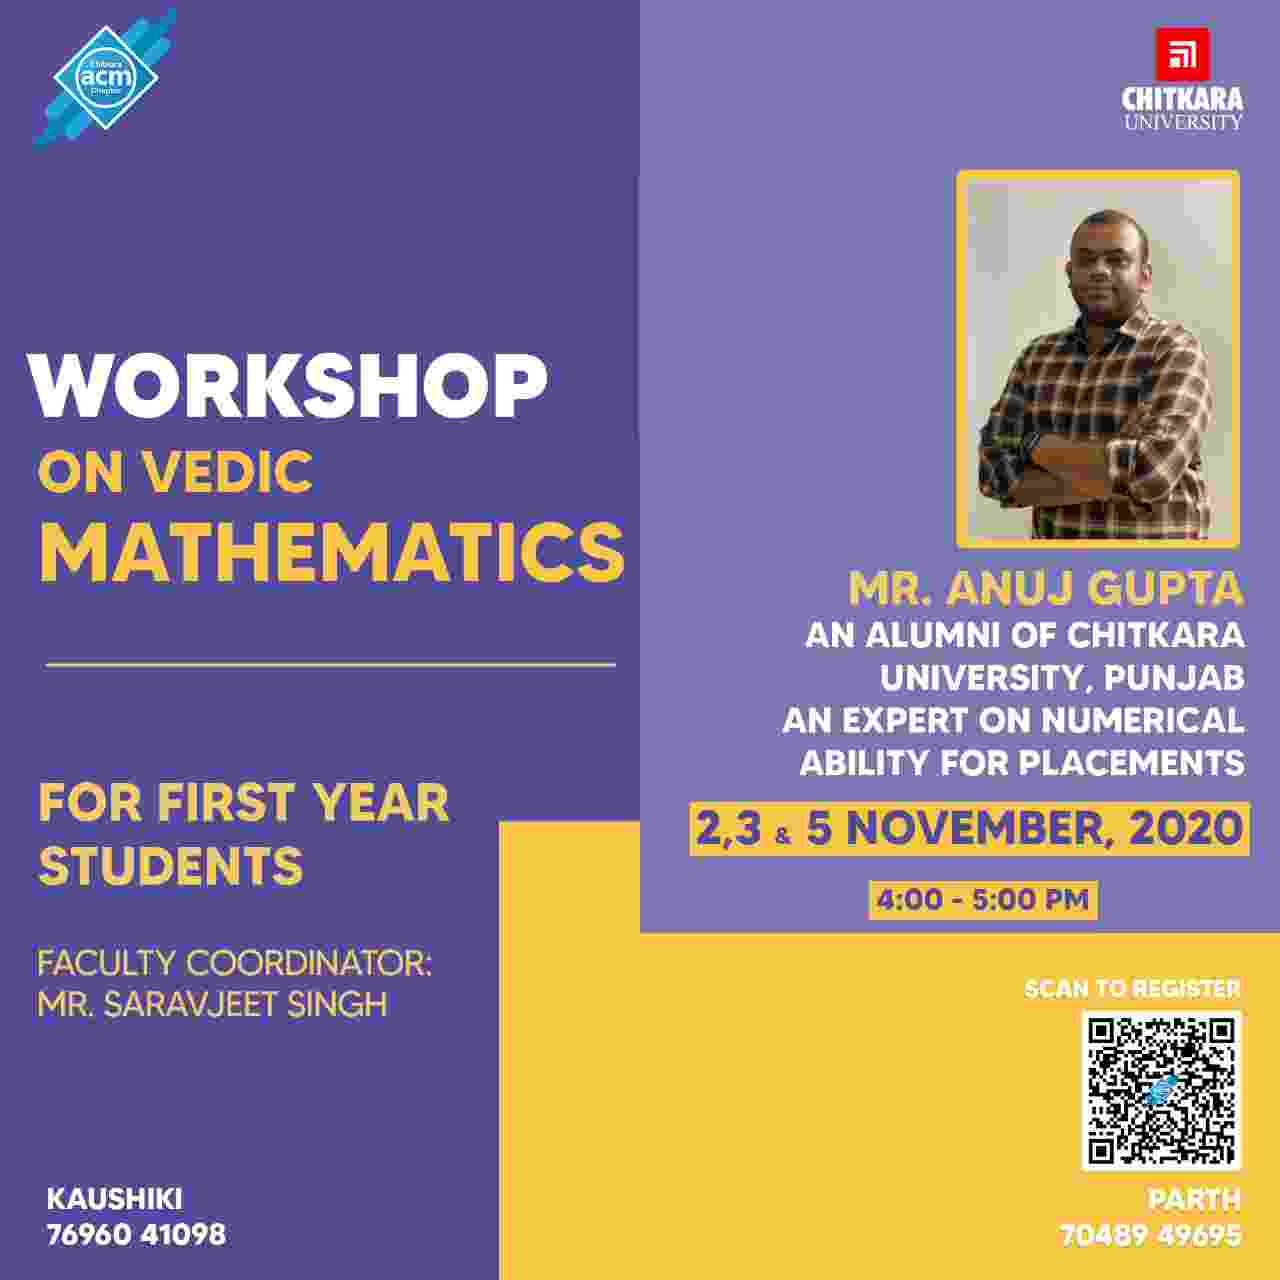 Chitkara
acm
Chapter
CHITKARA
UNIVERSITY
WORKSHOP
ON VEDIC
MATHEMATICS
FOR FIRST YEAR
STUDENTS
FACULTY COORDINATOR:
MR. SARAVJEET SINGH
KAUSHIKI
76960 41098
MR. ANUJ GUPTA
AN ALUMNI OF CHITKARA
UNIVERSITY, PUNJAB
AN EXPERT ON NUMERICAL
ABILITY FOR PLACEMENTS
2,3 & 5 NOVEMBER, 2020
4:00 - 5:00 PM
SCAN TO REGISTER
PARTH
70489 49695